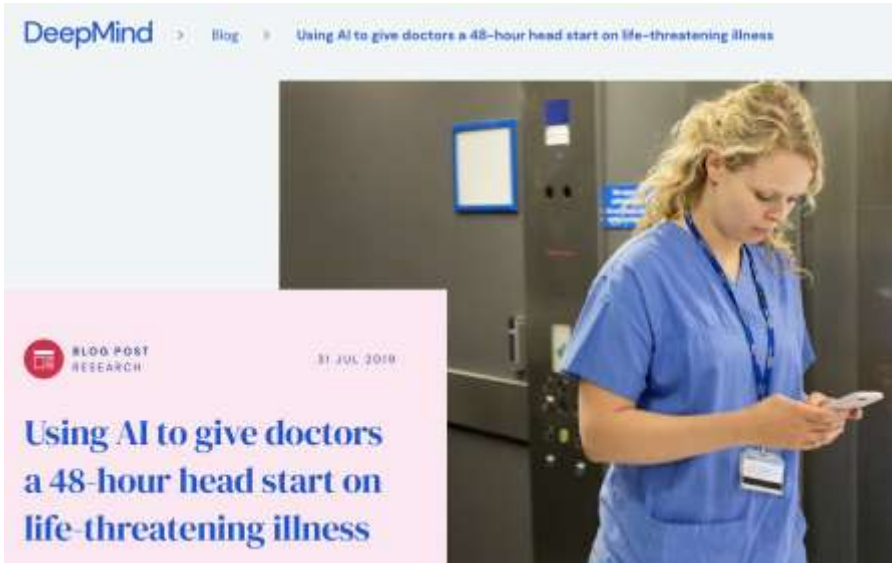 DeepMind > Blog > Using AI to give doctors a 48-hour head start on life-threatening illness
BLOG POST
RESEARCH
31 JUL 2019
Using AI to give doctors
a 48-hour head start on
life-threatening illness